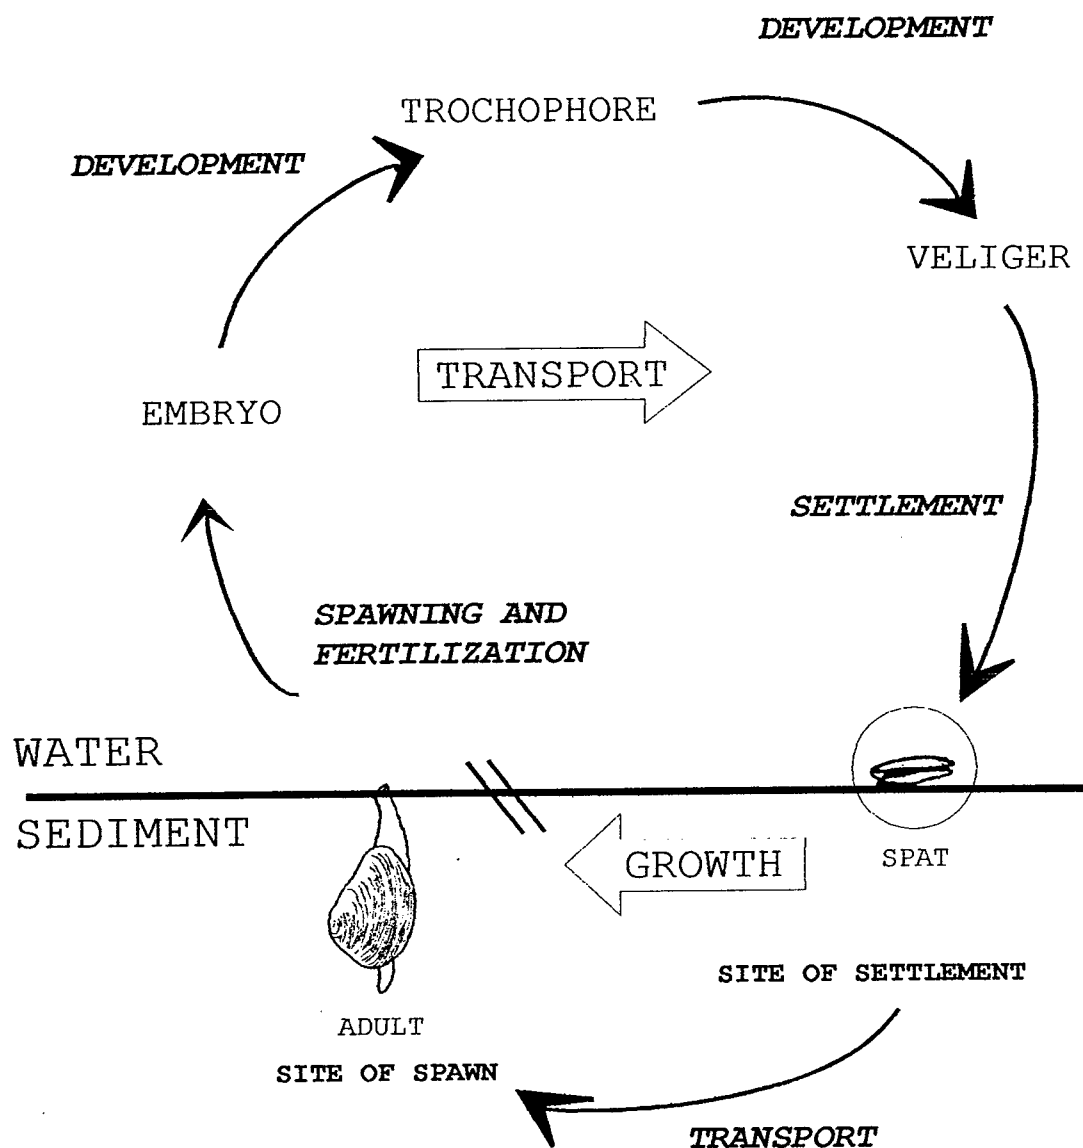 DEVELOPMENT
TROCHOPHORE
DEVELOPMENT
VELIGER
TRANSPORT
EMBRYO
SETTLEMENT
SPAWNING AND
FERTILIZATION
WATER
SEDIMENT
GROWTH
SPAT
SITE OF SETTLEMENT
ADULT
SITE OF SPAWN
TRANSPORT